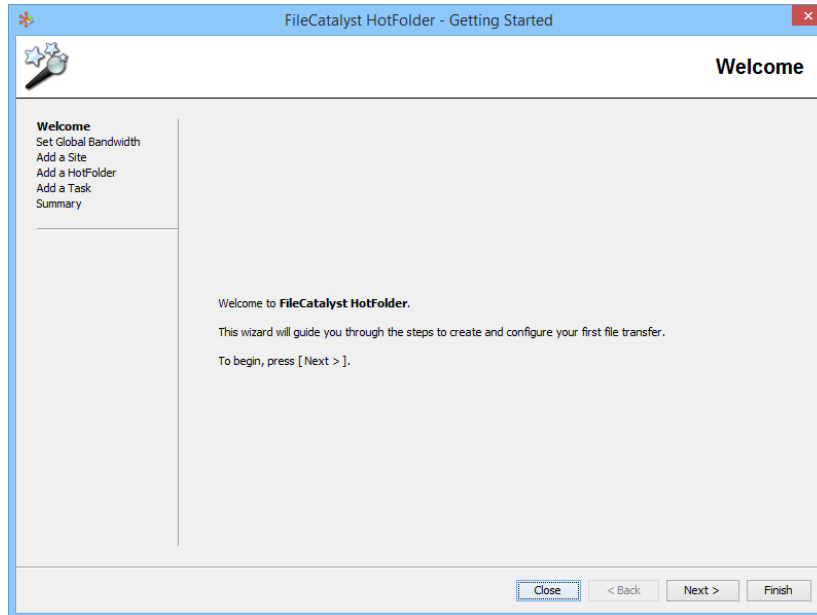 FileCatalyst HotFolder - Getting Started
Welcome
Welcome
Set Global Bandwidth
Add a Site
Add a HotFolder
Add a Task
Summary
Welcome to FileCatalyst HotFolder.
This wizard will guide you through the steps to create and configure your first file transfer.
To begin, press [ Next > ].
Close
< Back
Next >
Finish